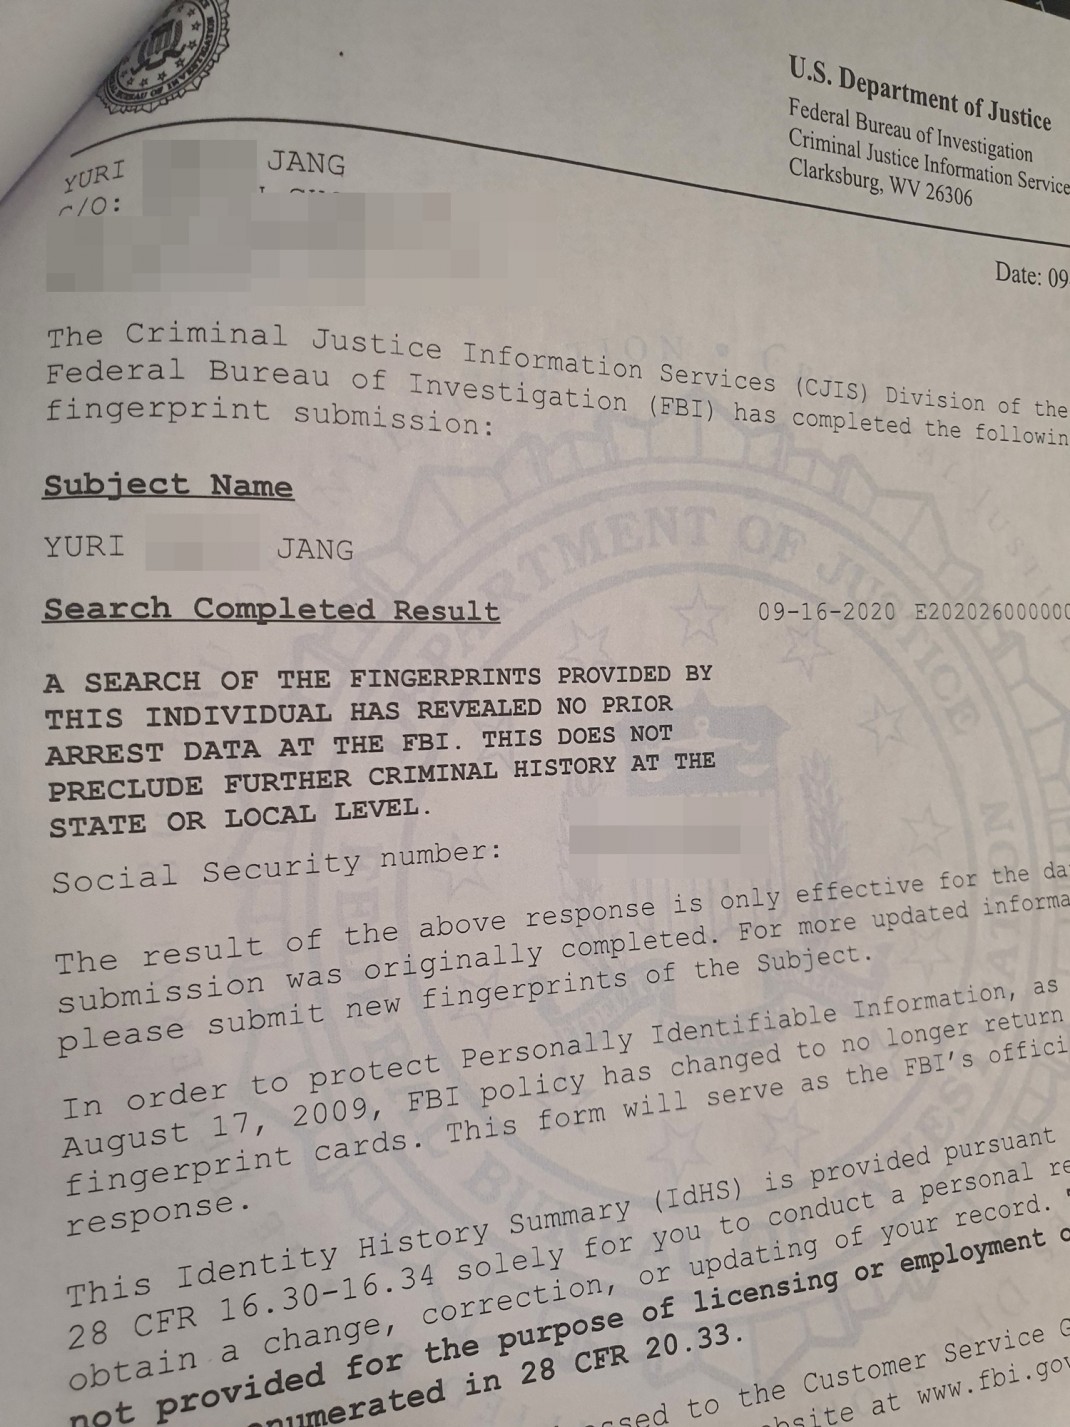 U.S. Department of Justice
Federal Bureau of Investigation
Criminal Justice Information Service
Clarksburg, WV 26306
YURI JANG
C/O:
Date: 09
The Criminal Justice Information Services (CJIS) Division of the
Federal Bureau of Investigation (FBI) has completed the followin
fingerprint submission:
Subject Name
YURI JANG
Search Completed Result
09-16-2020 E202026000000
A SEARCH OF THE FINGERPRINTS PROVIDED BY
THIS INDIVIDUAL HAS REVEALED NO PRIOR
ARREST DATA AT THE FBI. THIS DOES NOT
PRECLUDE FURTHER CRIMINAL HISTORY AT THE
STATE OR LOCAL LEVEL.
Social Security number:
The result of the above response is only effective for the da
submission was originally completed. For more updated informa
please submit new fingerprints of the Subject.
In order to protect Personally Identifiable Information, as
August 17, 2009, FBI policy has changed to no longer return
fingerprint cards. This form will serve as the FBI's offici
response.
This Identity History Summary (IdHS) is provided pursuant
28 CFR 16.30-16.34 solely for you to conduct a personal re
obtain a change, correction, or updating of your record.
not provided for the purpose of licensing or employment o
numerated in 28 CFR 20.33.
ssed to the Customer Service G
bsite at www.fbi.gov
DEPARTMENT OF JUSTICE